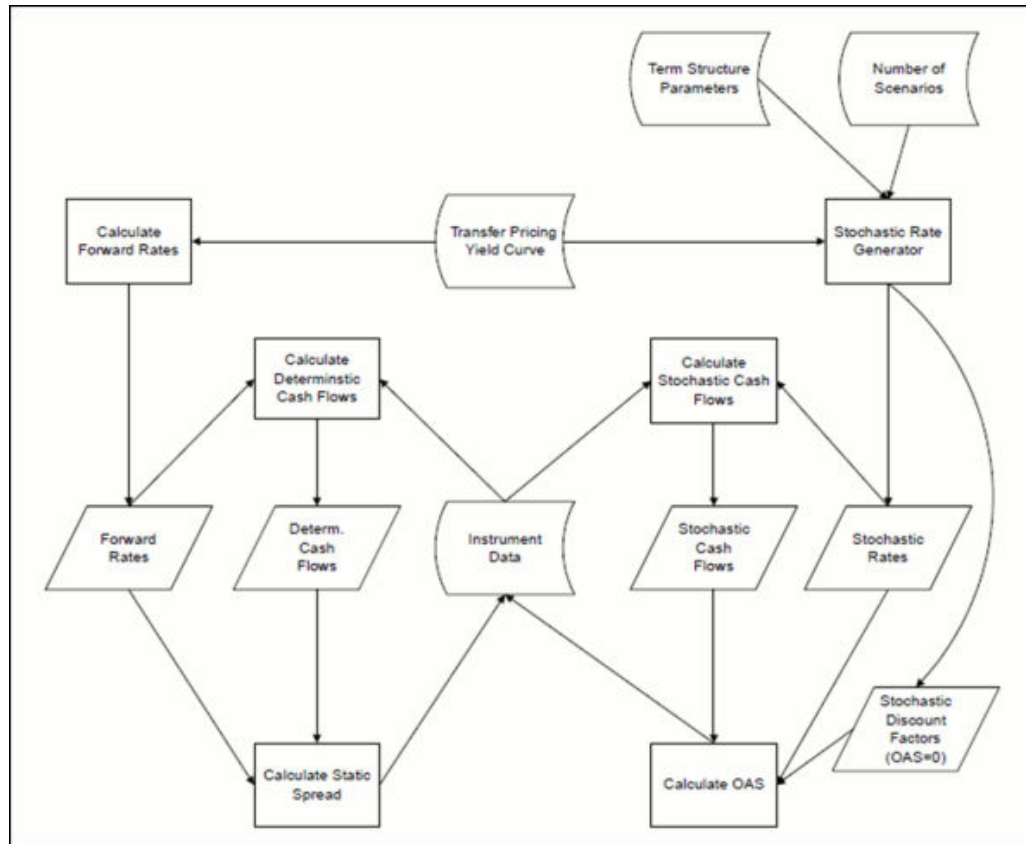 Term Structure
Parameters
Number of
Scenarios
Calculate
Forward Rates
Transfer Pricing
Yield Curve
Stochastic Rate
Generator
Calculate
Determinstic
Cash Flows
Calculate
Stochastic Cash
Flows
Forward
Rates
Determ.
Cash
Flows
Instrument
Data
Stochastic
Cash
Flows
Stochastic
Rates
Stochastic
Discount
Factors
(OAS=0)
Calculate Static
Spread
Calculate OAS